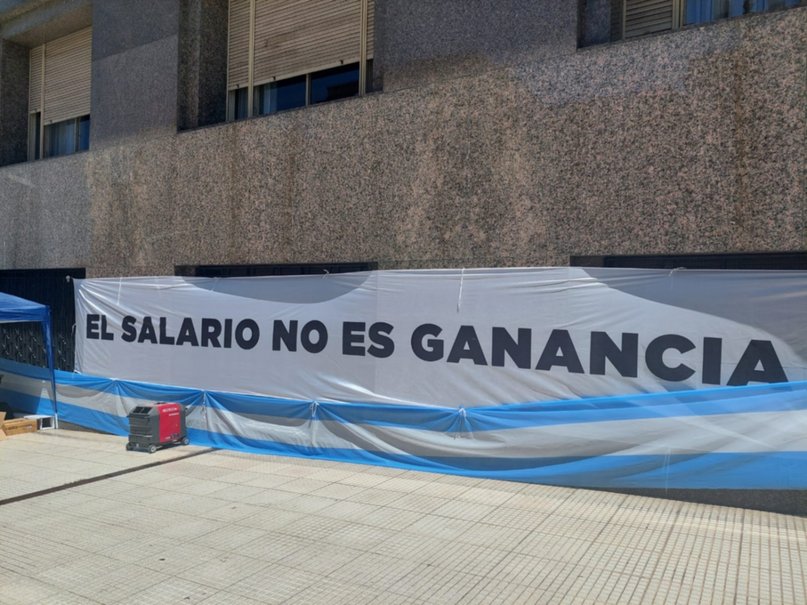 EL SALARIO NO ES GANANCIA